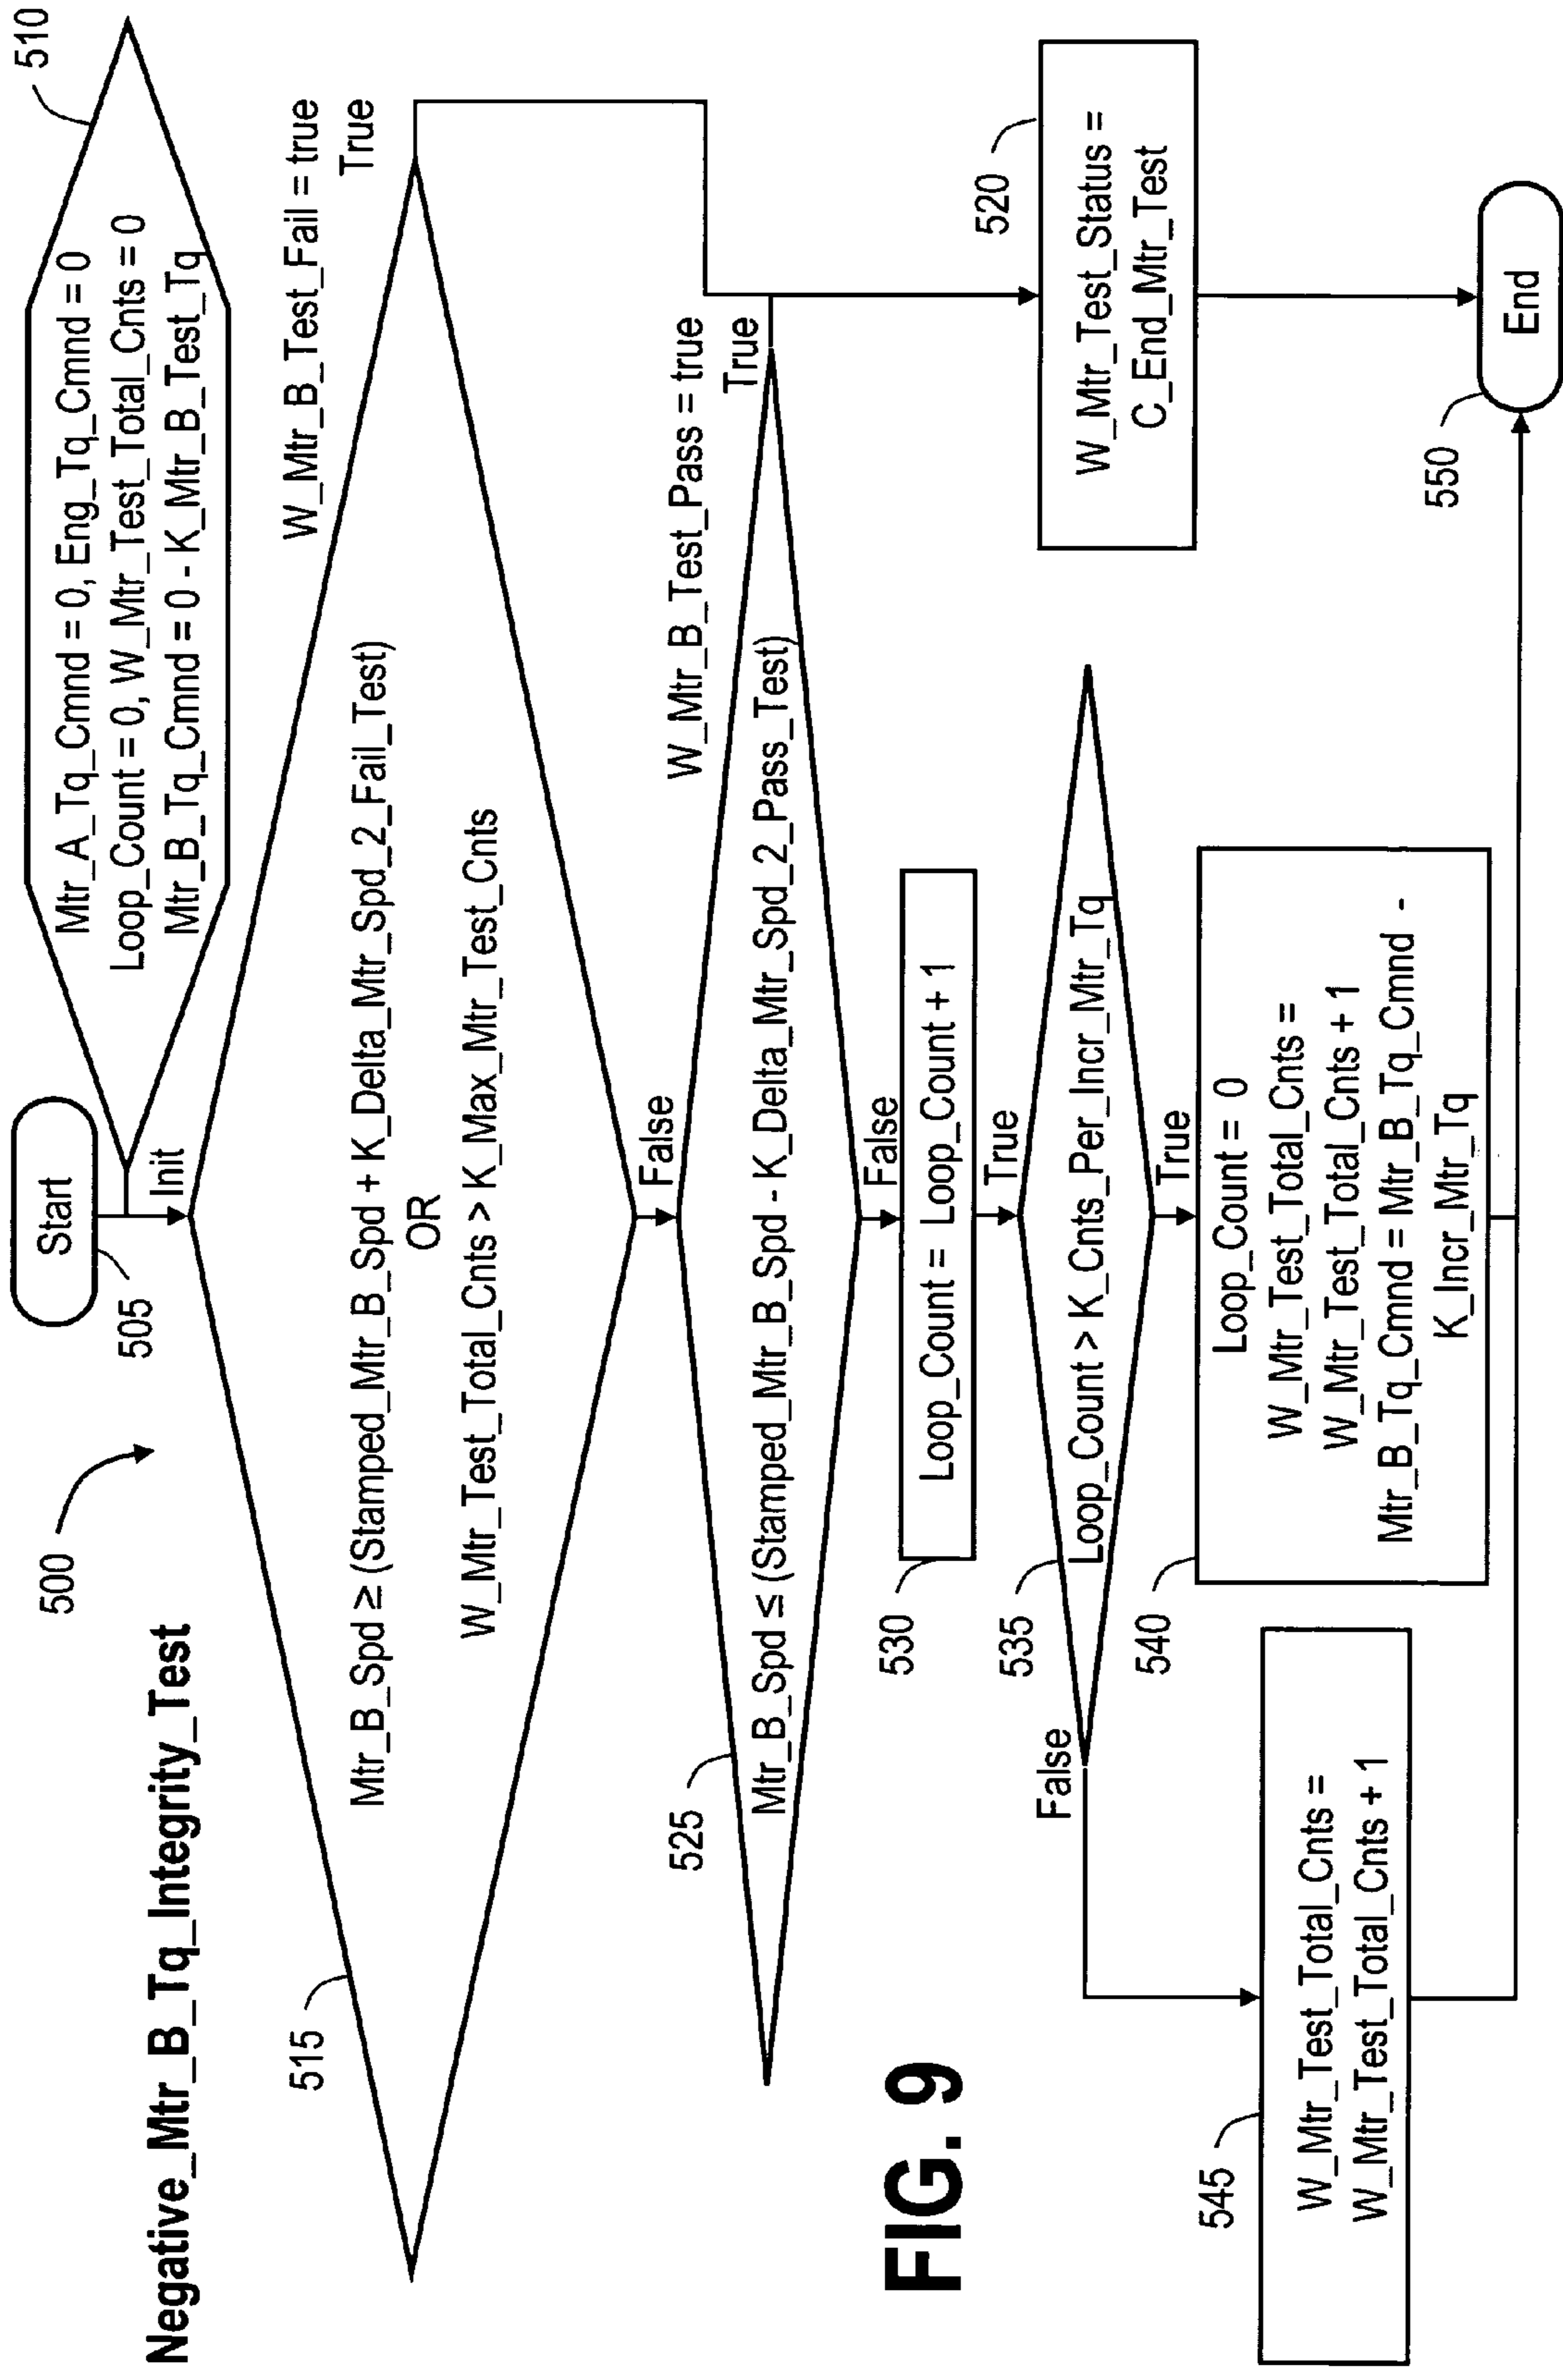 Negative_Mtr_B_Tq_Integrity_Test
500
Start
505
510
Mtr_A_Tq_Cmnd = 0, Eng_Tq_Cmnd = 0
Loop_Count = 0, W_Mtr_Test_Total_Cnts = 0
Mtr_B_Tq_Cmnd = 0 - K_Mtr_B_Test_Tq
Init
515
Mtr_B_Spd ≥ (Stamped_Mtr_B_Spd + K_Delta_Mtr_Spd_2_Fail_Test)
OR
W_Mtr_Test_Total_Cnts > K_Max_Mtr_Test_Cnts
W_Mtr_B_Test_Fail = true
True
False
525
Mtr_B_Spd ≤ (Stamped_Mtr_B_Spd - K_Delta_Mtr_Spd_2_Pass_Test)
W_Mtr_B_Test_Pass = true
True
False
530
Loop_Count = Loop_Count + 1
520
W_Mtr_Test_Status =
C_End_Mtr_Test
True
535
Loop_Count > K_Cnts_Per_Incr_Mtr_Tq
False
True
540
Loop_Count = 0
W_Mtr_Test_Total_Cnts =
W_Mtr_Test_Total_Cnts + 1
Mtr_B_Tq_Cmnd = Mtr_B_Tq_Cmnd -
K_Incr_Mtr_Tq
545
W_Mtr_Test_Total_Cnts =
W_Mtr_Test_Total_Cnts + 1
550
End
FIG. 9